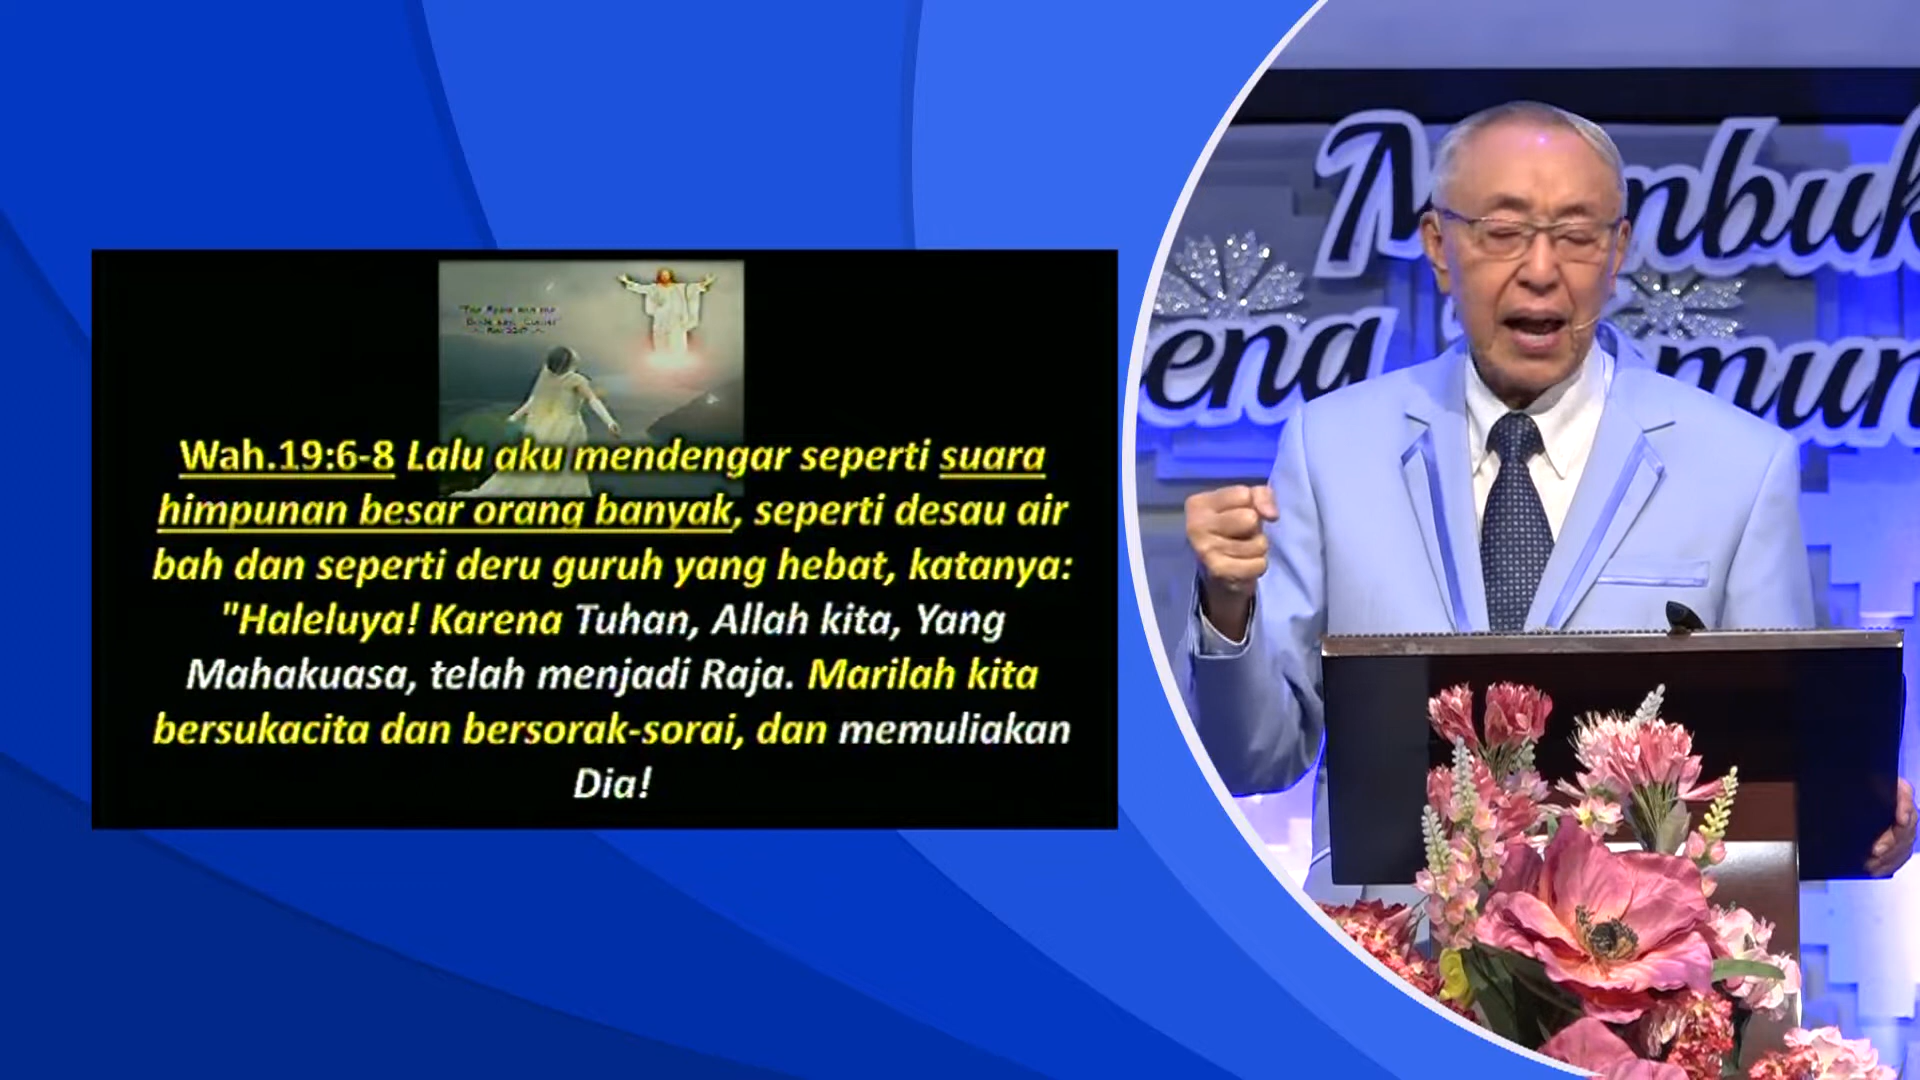 Wah.19:6-8 Lalu aku mendengar seperti suara
himpunan besar orang banyak, seperti desau air
bah dan seperti deru guruh yang hebat, katanya:
"Haleluya! Karena Tuhan, Allah kita, Yang
Mahakuasa, telah menjadi Raja. Marilah kita
bersukacita dan bersorak-sorai, dan memuliakan
Dia!